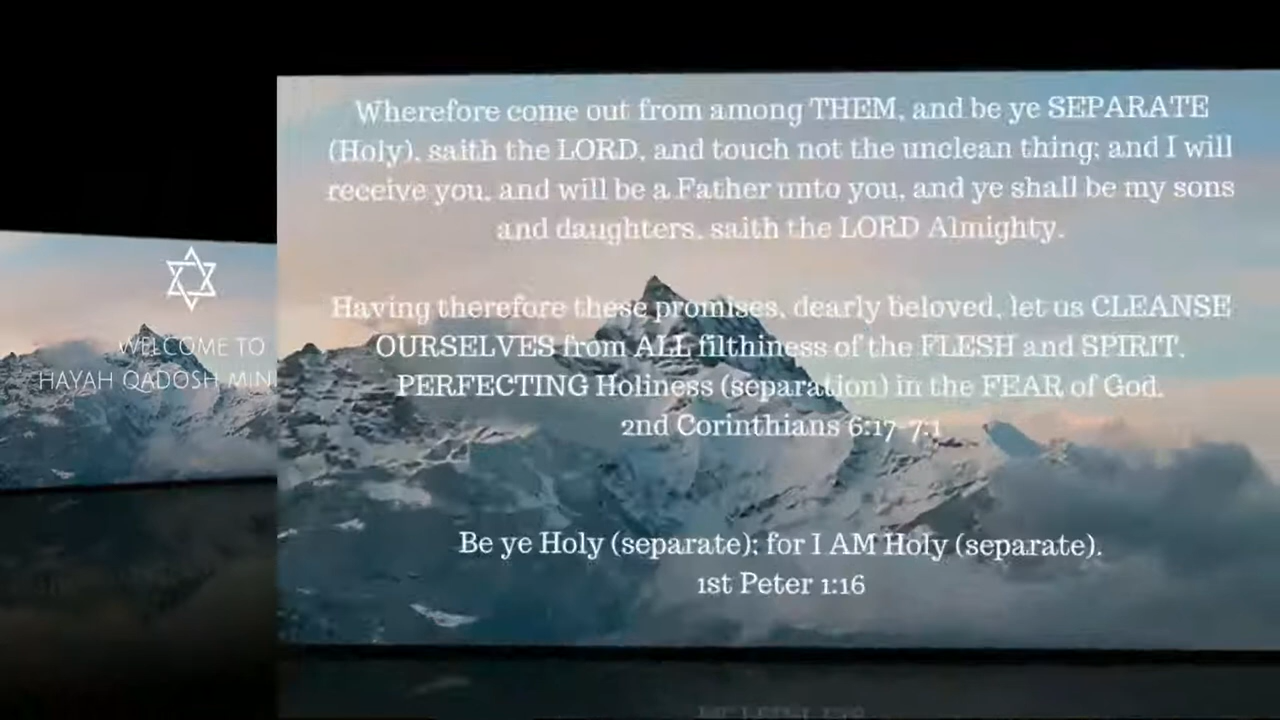 WELCOME TO
HAYAH QADOSH MIN
Wherefore come out from among THEM, and be ye SEPARATE
(Holy), saith the LORD, and touch not the unclean thing; and I will
receive you, and will be a Father unto you, and ye shall be my sons
and daughters, saith the LORD Almighty.
Having therefore these promises, dearly beloved, let us CLEANSE
OURSELVES from ALL filthiness of the FLESH and SPIRIT,
PERFECTING Holiness (separation) in the FEAR of God.
2nd Corinthians 6:17-7:1
Be ye Holy (separate); for I AM Holy (separate).
1st Peter 1:16